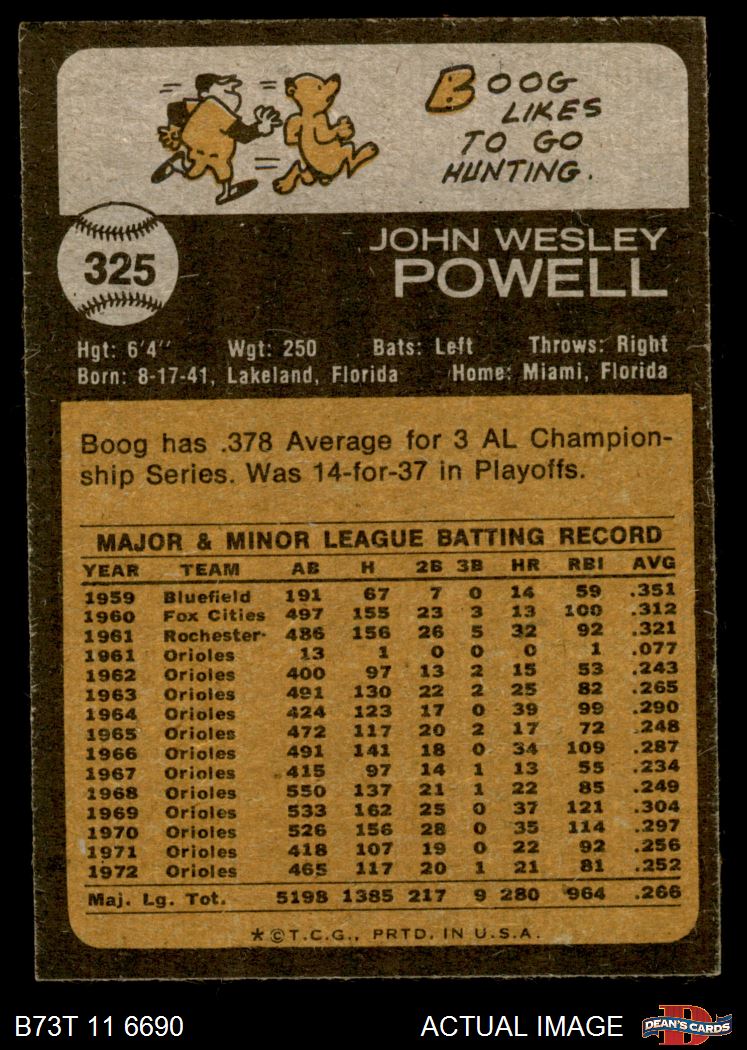 BOOG
LIKES
TO GO
HUNTING.
325
JOHN WESLEY
POWELL
Hgt: 6'4" Wgt: 250 Bats: Left Throws: Right
Born: 8-17-41, Lakeland, Florida Home: Miami, Florida
Boog has .378 Average for 3 AL Champion-
ship Series. Was 14-for-37 in Playoffs.
MAJOR & MINOR LEAGUE BATTING RECORD
YEAR TEAM AB H 2B 3B HR RBI AVG
1959 Bluefield 191 67 7 0 14 59 .351
1960 Fox Cities 497 155 23 3 13 100 .312
1961 Rochester 486 156 26 5 32 92 .321
1961 Orioles 13 1 0 0 0 1 .077
1962 Orioles 400 97 13 2 15 53 .243
1963 Orioles 491 130 22 2 25 82 .265
1964 Orioles 424 123 17 0 39 99 .290
1965 Orioles 472 117 20 2 17 72 .248
1966 Orioles 491 141 18 0 34 109 .287
1967 Orioles 415 97 14 1 13 55 .234
1968 Orioles 550 137 21 1 22 85 .249
1969 Orioles 533 162 25 0 37 121 .304
1970 Orioles 526 156 28 0 35 114 .297
1971 Orioles 418 107 19 0 22 92 .256
1972 Orioles 465 117 20 1 21 81 .252
Maj. Lg. Tot. 5198 1385 217 9 280 964 .266
*©T.C.G., PRTD. IN U.S.A.
B73T 11 6690 ACTUAL IMAGE DEAN'S CARDS